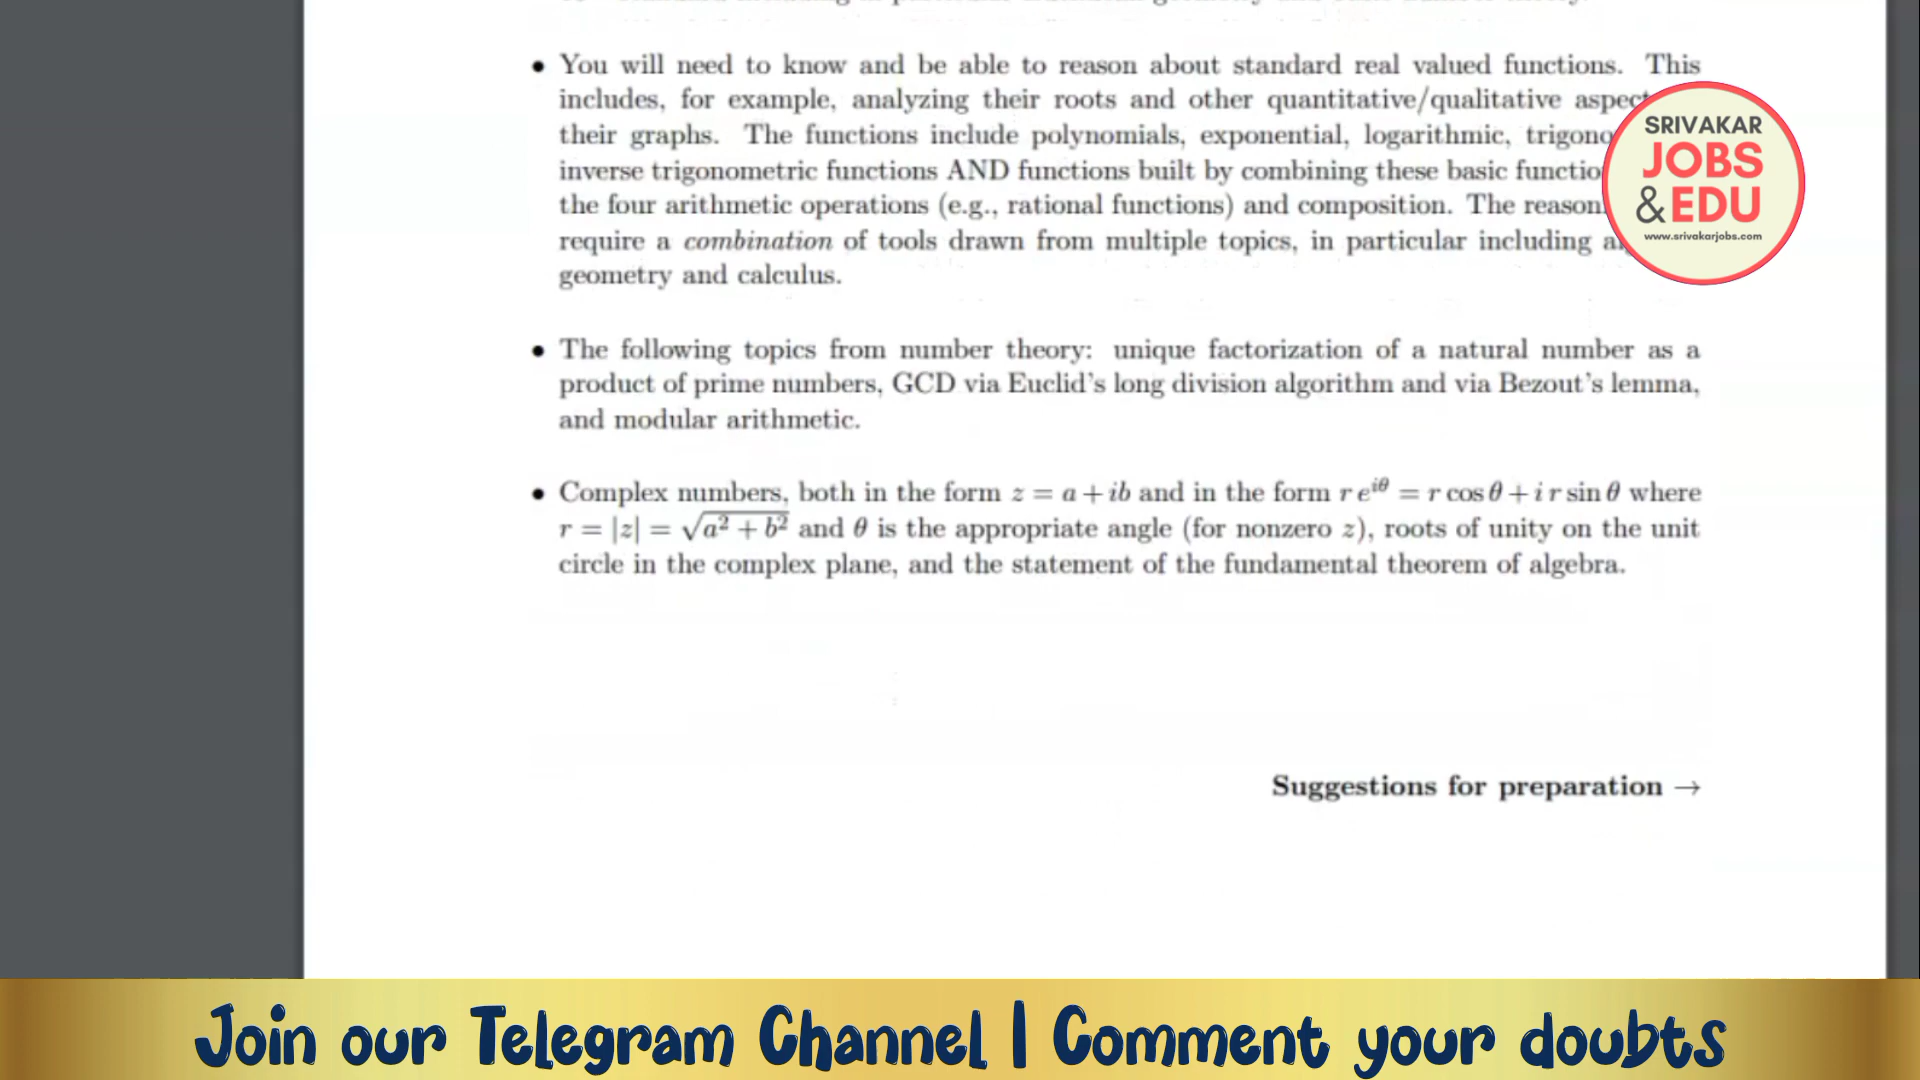 • You will need to know and be able to reason about standard real valued functions. This
includes, for example, analyzing their roots and other quantitative/qualitative
their graphs. The functions include polynomials, exponential, logarithmic,
inverse trigonometric functions AND functions built by combining these basic
the four arithmetic operations (e.g., rational functions) and composition. The
require a combination of tools drawn from multiple topics, in particular including
geometry and calculus.
SRIVAKAR
JOBS
& EDU
www.srivakarjobs.com
• The following topics from number theory: unique factorization of a natural number as a
product of prime numbers, GCD via Euclid's long division algorithm and via Bezout's lemma,
and modular arithmetic.
• Complex numbers, both in the form z = a + ib and in the form r e^{iθ} = r cos θ + i r sin θ where
r = |z| = √(a² + b²) and θ is the appropriate angle (for nonzero z), roots of unity on the unit
circle in the complex plane, and the statement of the fundamental theorem of algebra.
Suggestions for preparation →
Join our Telegram Channel | Comment your doubts